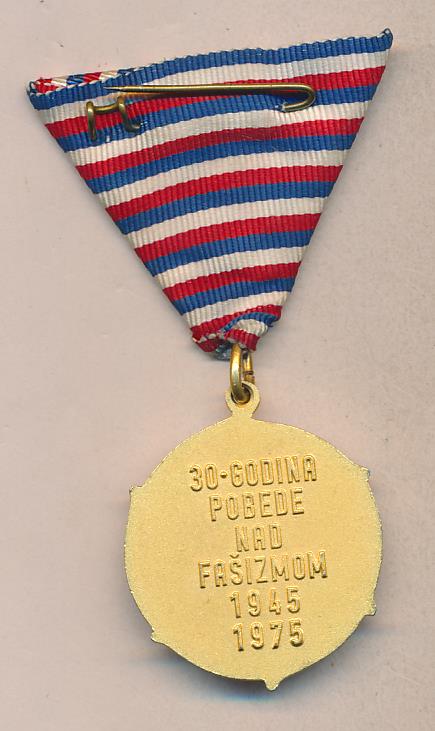 30-GODINA
POBEDE
NAD
FAŠIZMOM
1945
1975